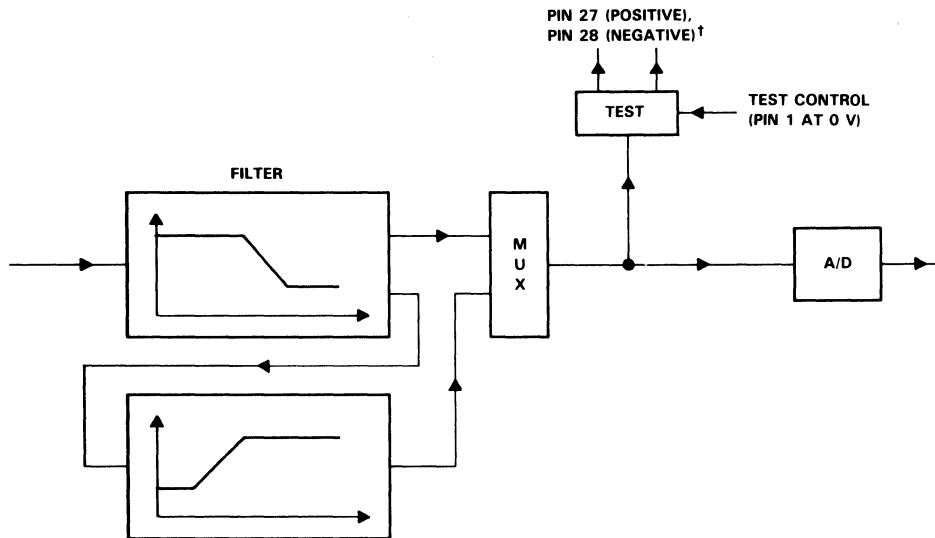 PIN 27 (POSITIVE),
PIN 28 (NEGATIVE)†
TEST
TEST CONTROL
(PIN 1 AT 0 V)
FILTER
M
U
X
A/D